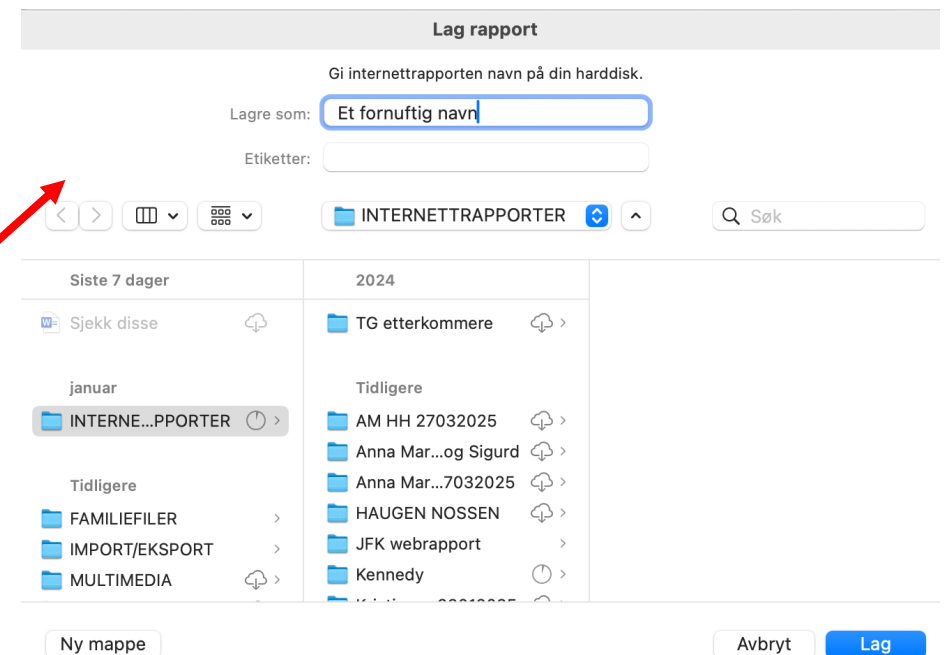 Lag rapport
Gi internettrapporten navn på din harddisk.
Lagre som: Et fornuftig navn
Etiketter:
INTERNETTRAPPORTER
Søk
Siste 7 dager
Sjekk disse
januar
INTERNE...PPORTER
Tidligere
FAMILIEFILER
IMPORT/EKSPORT
MULTIMEDIA
2024
TG etterkommere
Tidligere
AM HH 27032025
Anna Mar...og Sigurd
Anna Mar...7032025
HAUGEN NOSSEN
JFK webrapport
Kennedy
Ny mappe
Avbryt
Lag